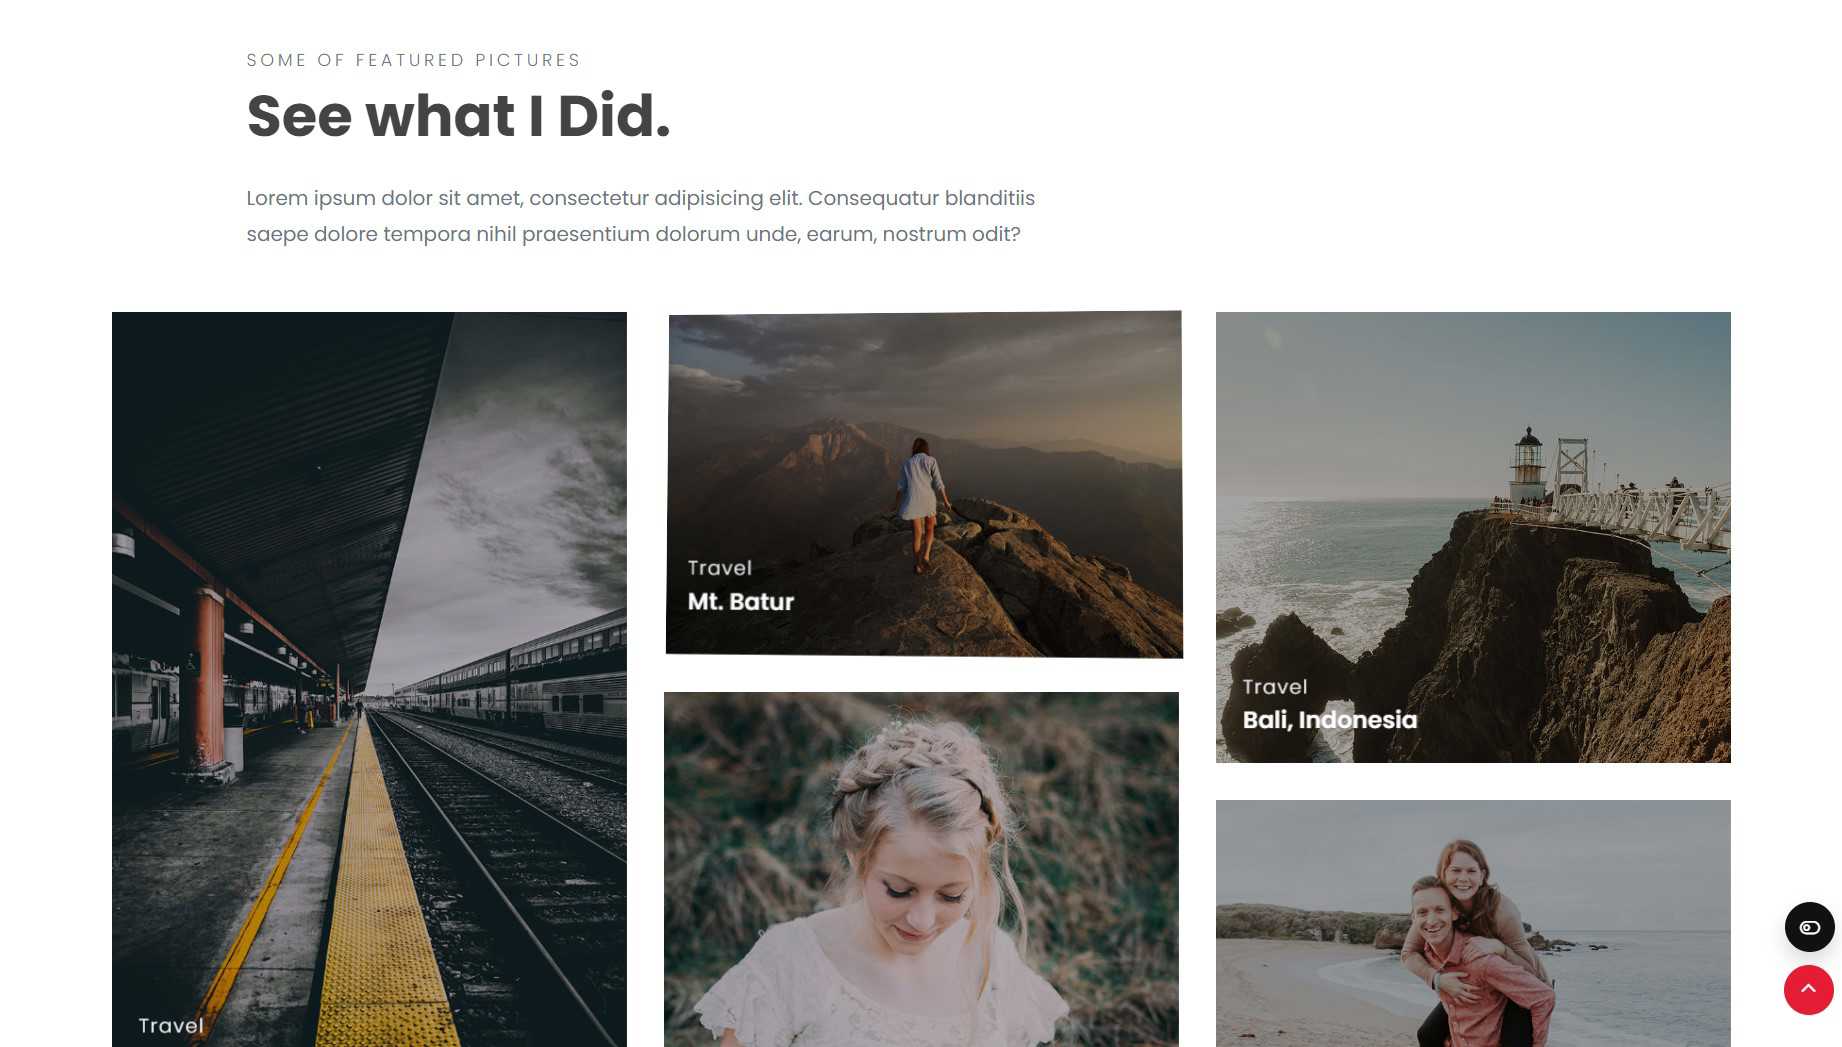 SOME OF FEATURED PICTURES
See what I Did.
Lorem ipsum dolor sit amet, consectetur adipisicing elit. Consequatur blanditiis
saepe dolore tempora nihil praesentium dolorum unde, earum, nostrum odit?
Travel
Mt. Batur
Travel
Bali, Indonesia
Travel